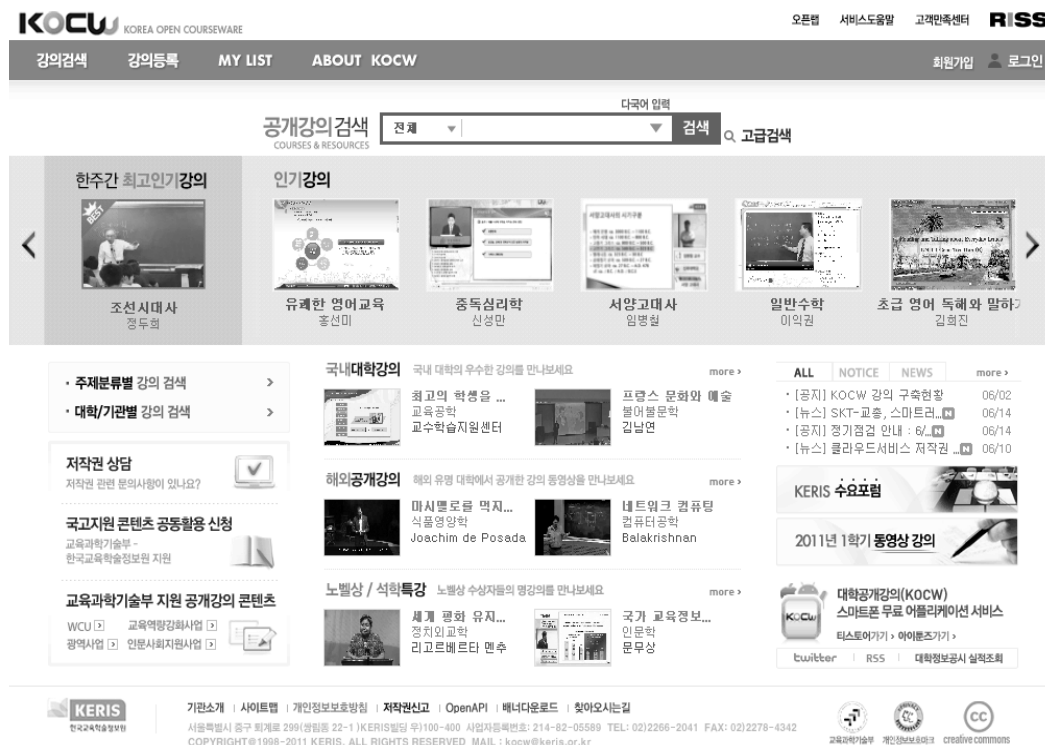 KOCW KOREA OPEN COURSEWARE
오픈랩 서비스도움말 고객만족센터 RISS
강의검색 강의등록 MY LIST ABOUT KOCW
회원가입 로그인
다국어 입력
공개강의검색 전체 검색 고급검색
COURSES & RESOURCES
한주간 최고인기강의
BEST
조선시대사
정두희
인기강의
유쾌한 영어교육
홍선미
중독심리학
신성만
서양고대사
임병철
일반수학
이익권
초급 영어 독해와 말하기
김희진
· 주제분류별 강의 검색
· 대학/기관별 강의 검색
저작권 상담
저작권 관련 문의사항이 있나요?
국고지원 콘텐츠 공동활용 신청
교육과학기술부 -
한국교육학술정보원 지원
교육과학기술부 지원 공개강의 콘텐츠
WCU 교육역량강화사업
광역사업 인문사회지원사업
국내대학강의 국내 대학의 우수한 강의를 만나보세요 more ›
최고의 학생을 ...
교육공학
교수학습지원센터
프랑스 문화와 예술
불어불문학
김남연
해외공개강의 해외 유명 대학에서 공개한 강의 동영상을 만나보세요 more ›
마시멜로를 먹지...
식품영양학
Joachim de Posada
네트워크 컴퓨팅
컴퓨터공학
Balakrishnan
노벨상 / 석학특강 노벨상 수상자들의 명강의를 만나보세요 more ›
세계 평화 유지...
정치외교학
리고르베르타 멘추
국가 교육정보...
인문학
문무상
ALL NOTICE NEWS more ›
· [공지] KOCW 강의 구축현황 06/02
· [뉴스] SKT-교총, 스마트러... N 06/14
· [공지] 정기점검 안내 : 6/... N 06/14
· [뉴스] 클라우드서비스 저작권 ... N 06/10
KERIS 수요포럼
2011년 1학기 동영상 강의
KOCW
대학공개강의(KOCW)
스마트폰 무료 어플리케이션 서비스
티스토어가기 › 아이튠즈가기 ›
twitter RSS 대학정보공시 실적조회
KERIS
한국교육학술정보원
기관소개 사이트맵 개인정보보호방침 저작권신고 OpenAPI 배너다운로드 찾아오시는길
서울특별시 중구 퇴계로 299(쌍림동 22-1)KERIS빌딩 우)100-400 사업자등록번호: 214-82-05589 TEL: 02)2266-2041 FAX: 02)2278-4342
COPYRIGHT@1998-2011 KERIS. ALL RIGHTS RESERVED MAIL : kocw@keris.or.kr
교육과학기술부 개인정보보호마크 creative commons